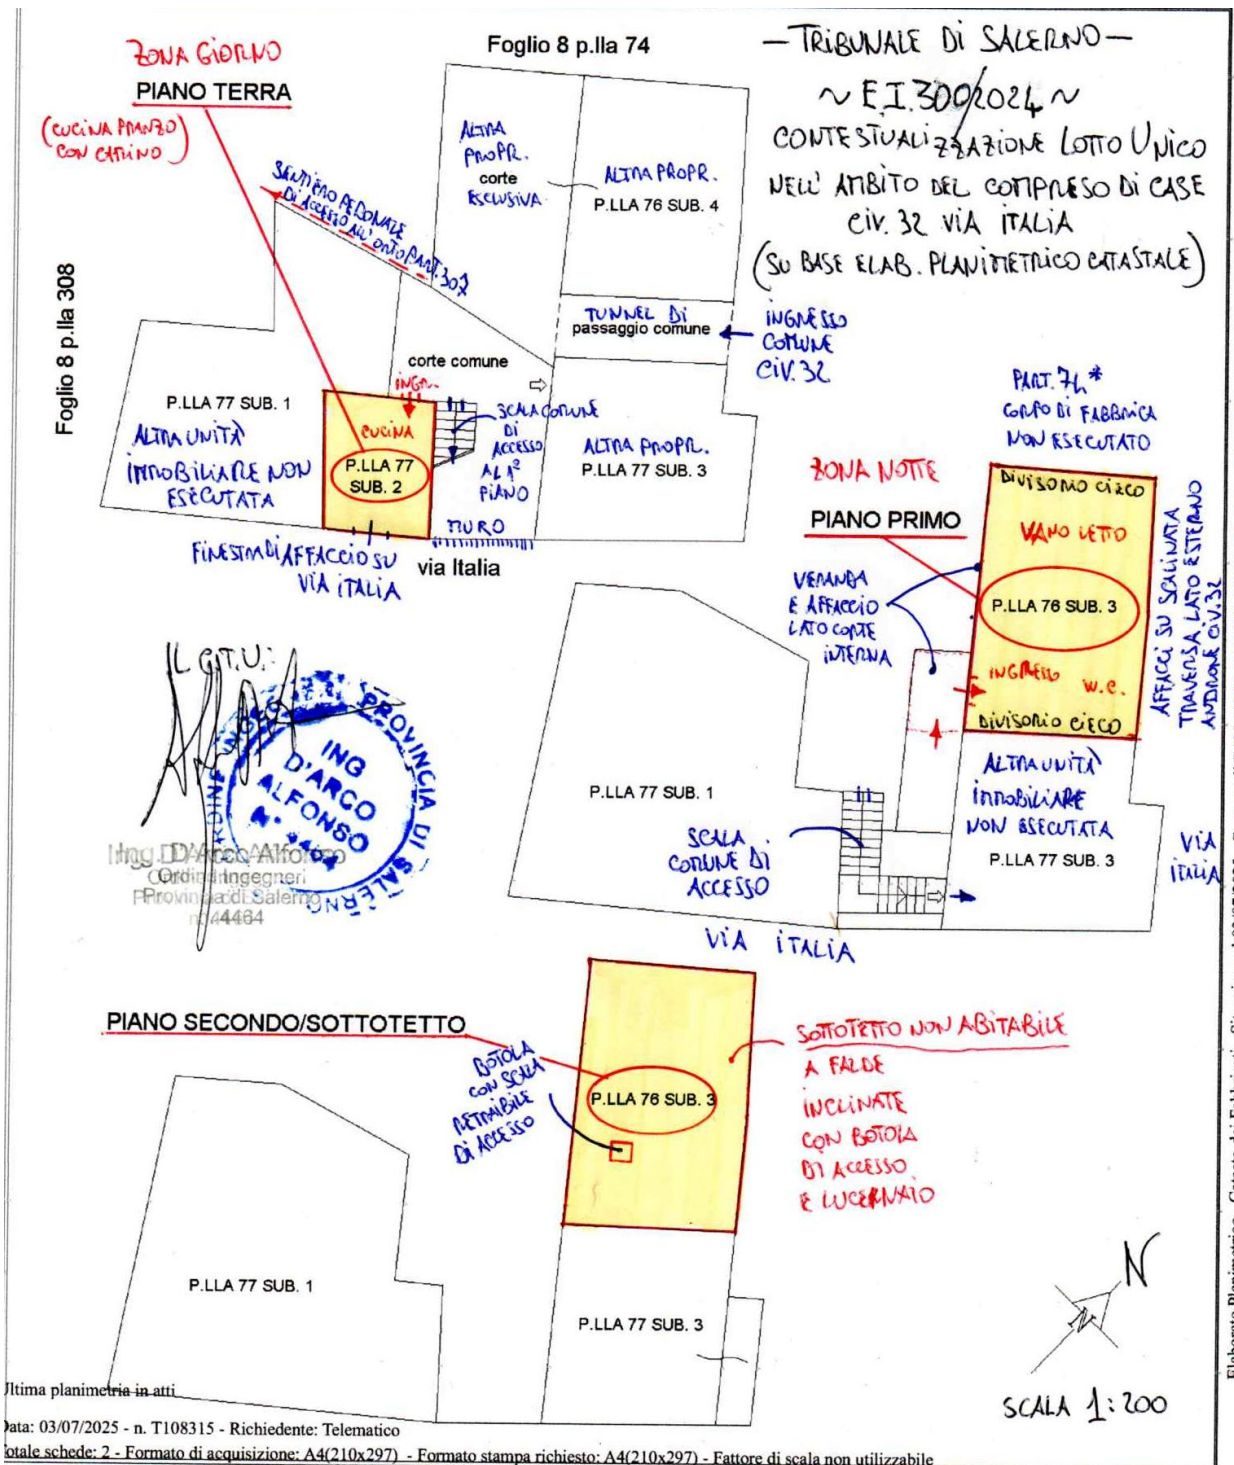 ZONA GIORNO
PIANO TERRA
(CUCINA PRANZO
CON CAMINO)
Foglio 8 p.lla 74
— TRIBUNALE DI SALERNO —
~ E.I. 300/2024 ~
CONTESTUALIZZAZIONE LOTTO UNICO
NELL' AMBITO DEL COMPRESO DI CASE
CIV. 32 VIA ITALIA
(SU BASE ELAB. PLANIMETRICO CATASTALE)
ALTRA
PROPR.
corte
ESCLUSIVA
ALTRA PROPR.
P.LLA 76 SUB. 4
SENTIERO PEDONALE
DI ACCESSO ALL'ORTO PART. 307
Foglio 8 p.lla 308
TUNNEL DI
passaggio comune
INGRESSO
COMUNE
CIV. 32
corte comune
INGR.
P.LLA 77 SUB. 1
ALTRA UNITÀ
IMMOBILIARE NON
ESECUTATA
CUCINA
P.LLA 77
SUB. 2
SCALA COMUNE
DI
ACCESSO
AL 1°
PIANO
ALTRA PROPR.
P.LLA 77 SUB. 3
MURO
via Italia
FINESTRA DI AFFACCIO SU
VIA ITALIA
PART. 74*
CORPO DI FABBRICA
NON ESECUTATO
ZONA NOTTE
PIANO PRIMO
DIVISORIO CIECO
VANO LETTO
P.LLA 76 SUB. 3
VERANDA
E AFFACCIO
LATO CORTE
INTERNA
INGRESSO
W.C.
DIVISORIO CIECO
AFFACCI SU SCALINATA
TRAVERSA LATO ESTERNO
ANDRONE CIV. 32
ALTRA UNITÀ
IMMOBILIARE
NON ESECUTATA
P.LLA 77 SUB. 3
VIA
ITALIA
P.LLA 77 SUB. 1
SCALA
COMUNE DI
ACCESSO
VIA ITALIA
IL C.T.U.:
ORDINE INGEGNERI PROVINCIA DI SALERNO
ING
D'ARCO
ALFONSO
Ing. D'Arco Alfonso
Ordine Ingegneri
Provincia di Salerno
n. 4464
PIANO SECONDO/SOTTOTETTO
BOTOLA
CON SCALA
RETRAIBILE
DI ACCESSO
P.LLA 76 SUB. 3
SOTTOTETTO NON ABITABILE
A FALDE
INCLINATE
CON BOTOLA
DI ACCESSO
E LUCERNAIO
P.LLA 77 SUB. 1
P.LLA 77 SUB. 3
N
SCALA 1:200
Ultima planimetria in atti
Data: 03/07/2025 - n. T108315 - Richiedente: Telematico
Totale schede: 2 - Formato di acquisizione: A4(210x297) - Formato stampa richiesto: A4(210x297) - Fattore di scala non utilizzabile